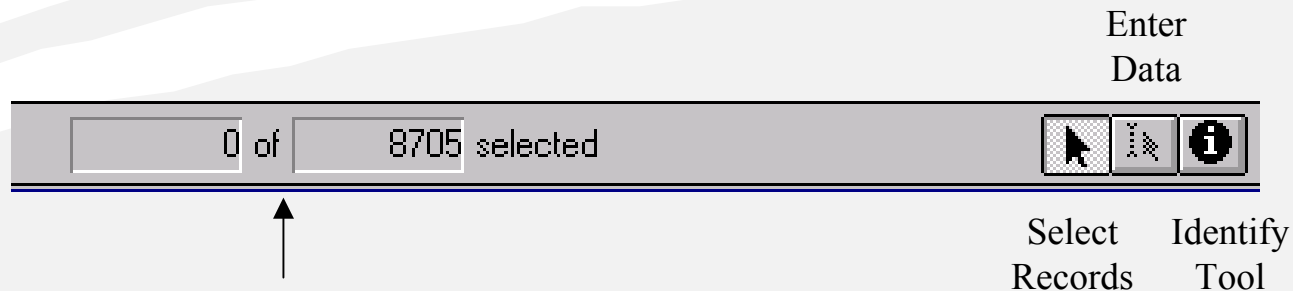 Enter
Data
0 of 8705 selected
Select
Records
Identify
Tool